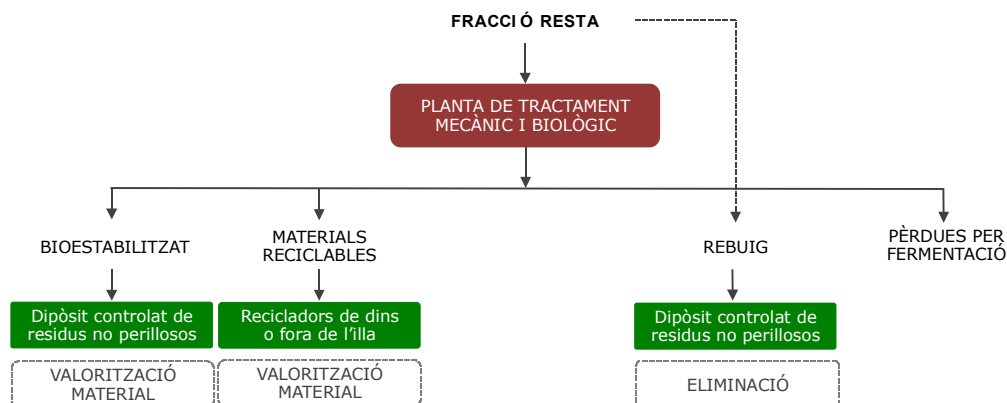 FRACCIÓ RESTA
PLANTA DE TRACTAMENT
MECÀNIC I BIOLÒGIC
BIOESTABILITZAT
MATERIALS
RECICLABLES
REBUIG
PÈRDUES PER
FERMENTACIÓ
Dipòsit controlat de
residus no perillosos
Recicladors de dins
o fora de l'illa
Dipòsit controlat de
residus no perillosos
VALORITZACIÓ
MATERIAL
VALORITZACIÓ
MATERIAL
ELIMINACIÓ